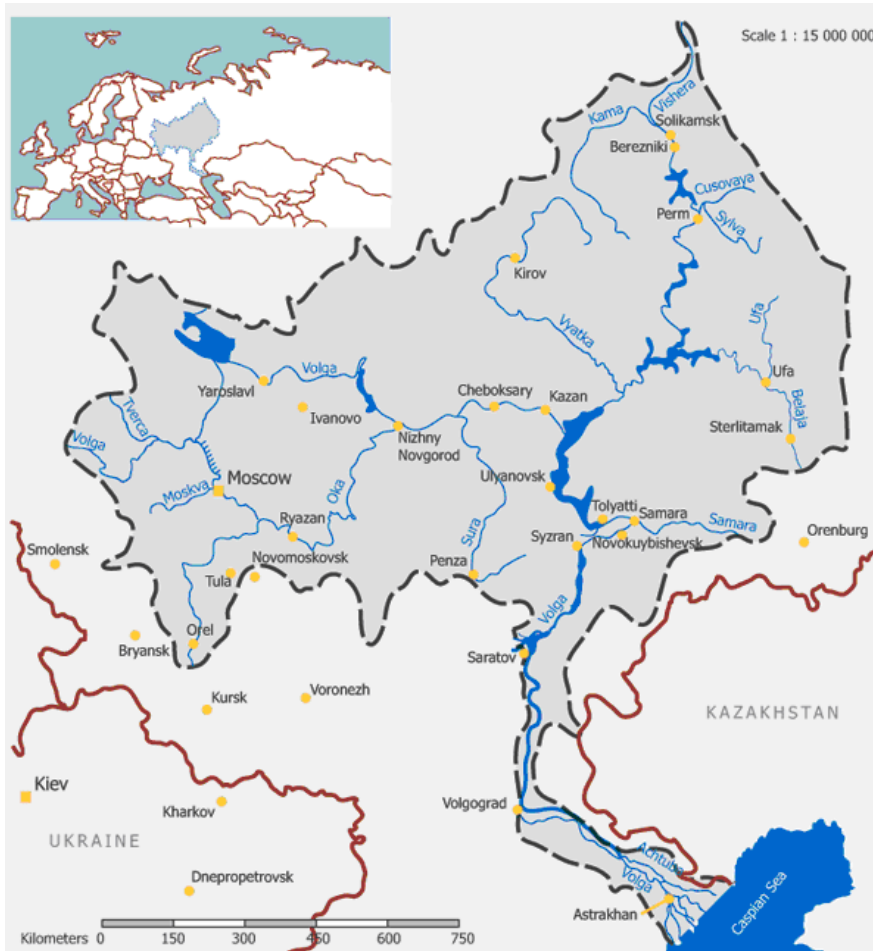 Scale 1 : 15 000 000
Kama
Vishera
Solikamsk
Berezniki
Cusovaya
Perm
Sylva
Kirov
Vyatka
Ufa
Ufa
Volga
Yaroslavl
Ivanovo
Cheboksary
Kazan
Belaja
Tverca
Volga
Nizhny
Novgorod
Sterlitamak
Moscow
Moskva
Oka
Ulyanovsk
Ryazan
Sura
Tolyatti
Samara
Samara
Syzran
Novokuybishevsk
Orenburg
Smolensk
Novomoskovsk
Tula
Penza
Volga
Orel
Bryansk
Saratov
Kursk
Voronezh
KAZAKHSTAN
Kiev
Kharkov
Volgograd
UKRAINE
Achtuba
Volga
Dnepropetrovsk
Astrakhan
Caspian Sea
Kilometers 0 150 300 450 600 750